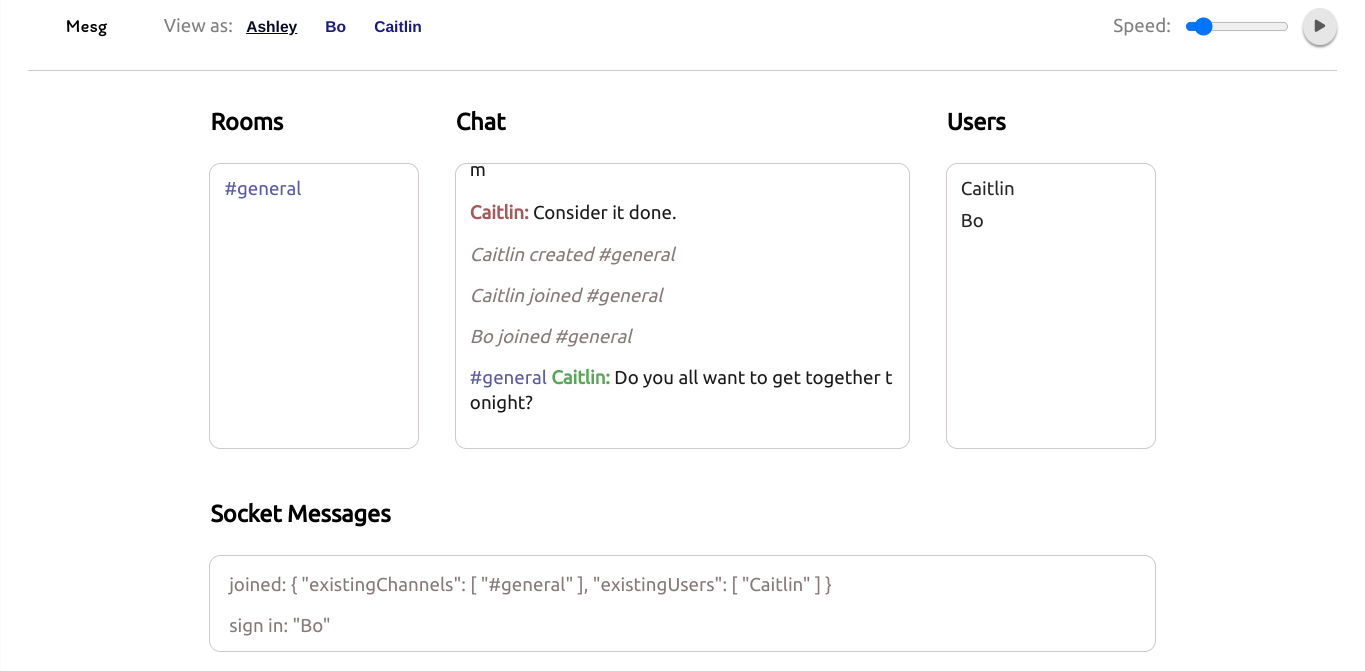 Mesg View as: Ashley Bo Caitlin Speed:
Rooms Chat Users
#general
m
Caitlin: Consider it done.
Caitlin created #general
Caitlin joined #general
Bo joined #general
#general Caitlin: Do you all want to get together t
onight?
Caitlin
Bo
Socket Messages
joined: { "existingChannels": [ "#general" ], "existingUsers": [ "Caitlin" ] }
sign in: "Bo"